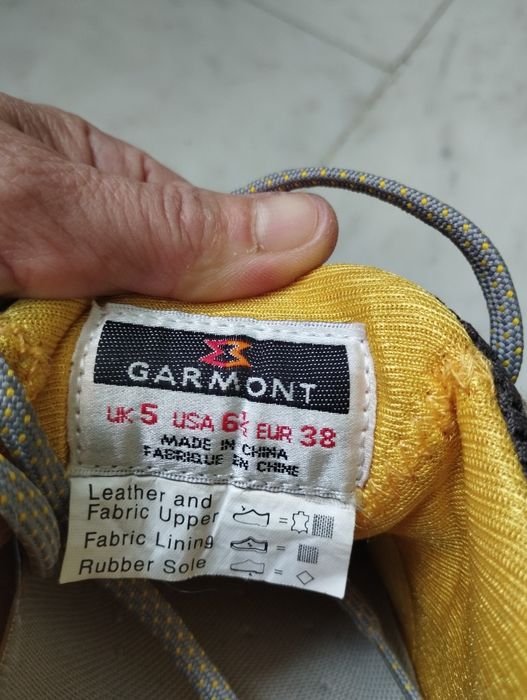 GARMONT
UK 5 USA 6½ EUR 38
MADE IN CHINA
FABRIQUE EN CHINE
Leather and
Fabric Upper =
Fabric Lining =
Rubber Sole =